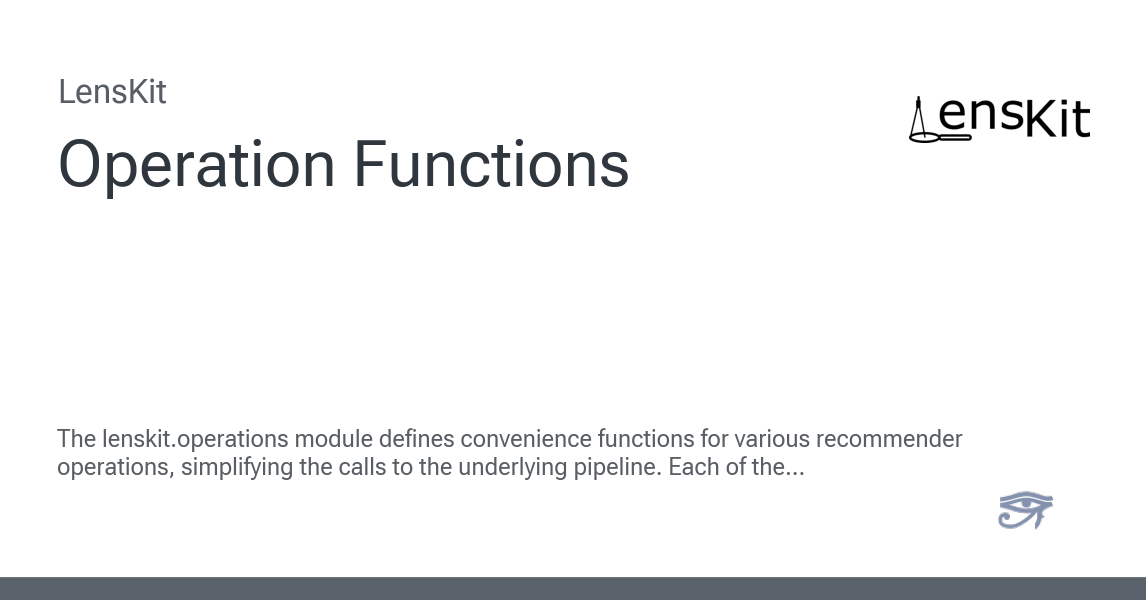 LensKit
LensKit
Operation Functions
The lenskit.operations module defines convenience functions for various recommender
operations, simplifying the calls to the underlying pipeline. Each of the...